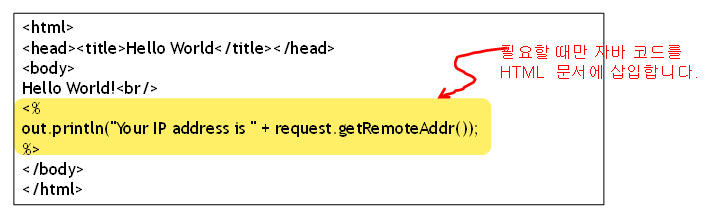 <html>
<head><title>Hello World</title></head>
<body>
Hello World!<br/>
<%
out.println("Your IP address is " + request.getRemoteAddr());
%>
</body>
</html>
필요할 때만 자바 코드를
HTML 문서에 삽입합니다.